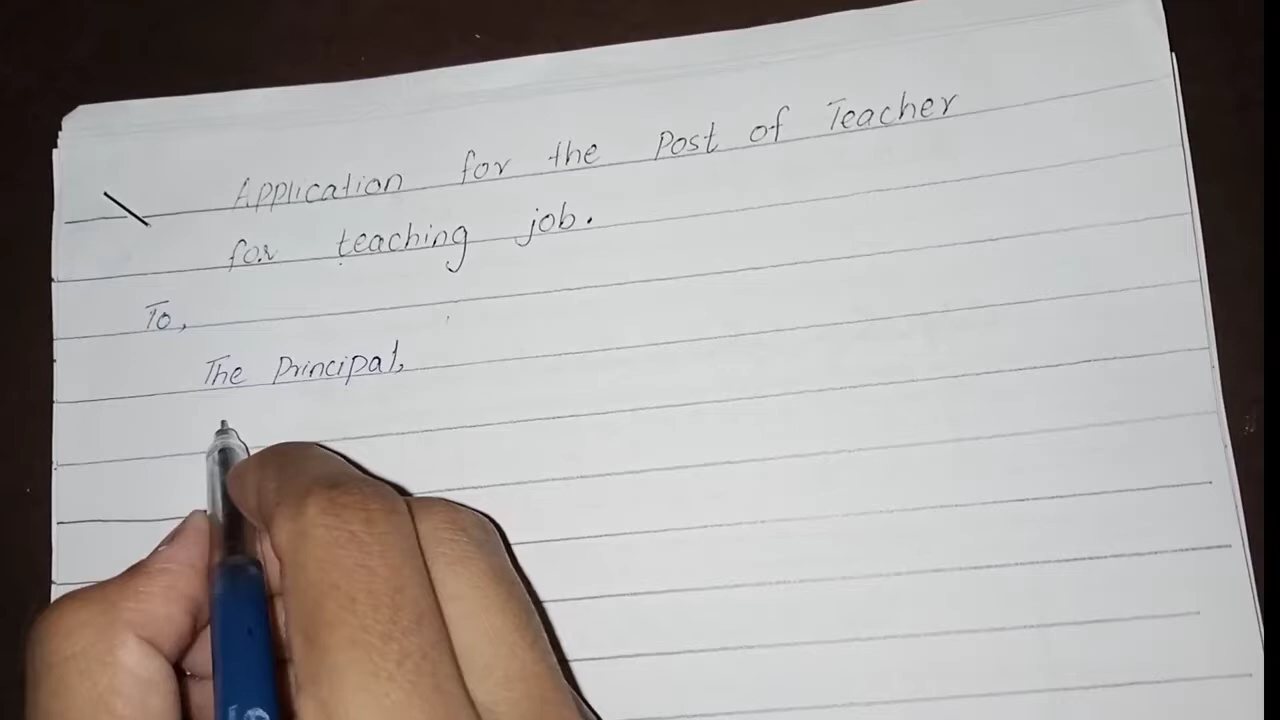 Application for the Post of Teacher
for teaching job.
To,
The Principal,